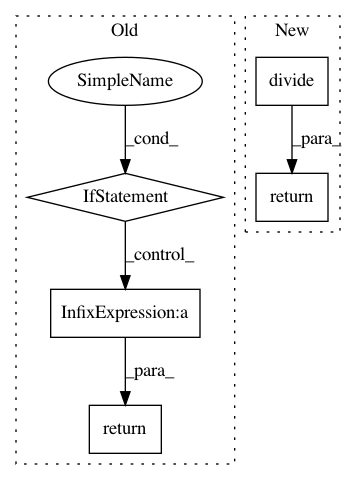 Old
New
SimpleName
divide
_cond_
_para_
IfStatement
return
_control_
InfixExpression:a
_para_
return